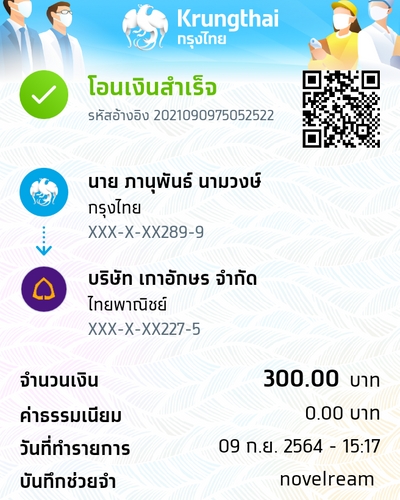 Krungthai
กรุงไทย
โอนเงินสำเร็จ
รหัสอ้างอิง 2021090975052522
นาย ภานุพันธ์ นามวงษ์
กรุงไทย
XXX-X-XX289-9
บริษัท เกาอักษร จำกัด
ไทยพาณิชย์
XXX-X-XX227-5
จำนวนเงิน 300.00 บาท
ค่าธรรมเนียม 0.00 บาท
วันที่ทำรายการ 09 ก.ย. 2564 - 15:17
บันทึกช่วยจำ novelream